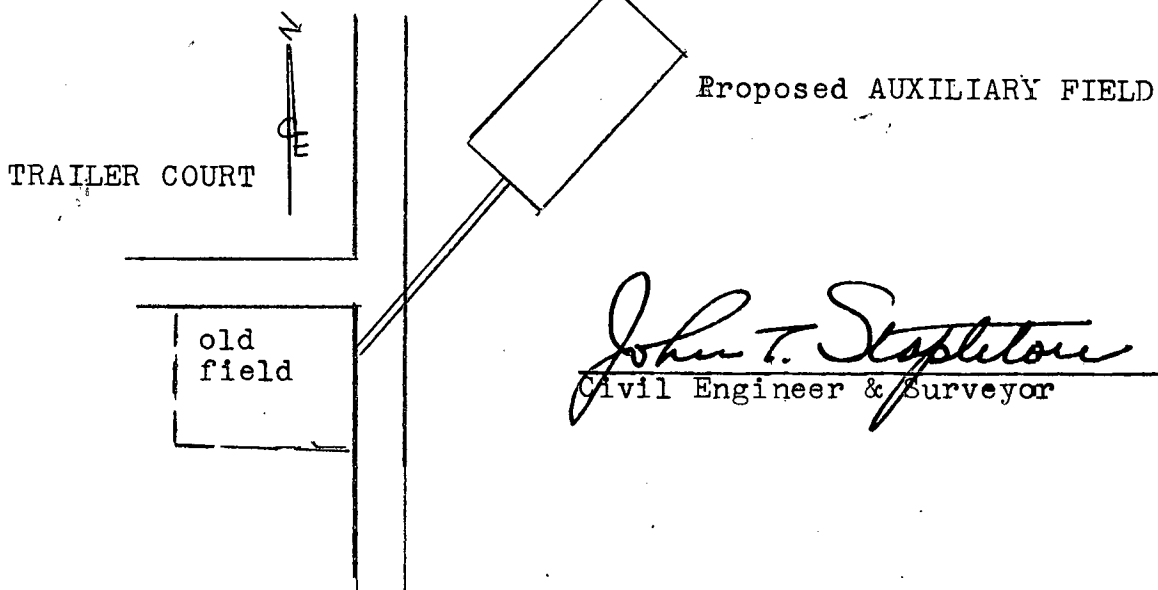 N
Proposed AUXILIARY FIELD
TRAILER COURT
old
field
John T. Stapleton
Civil Engineer & Surveyor